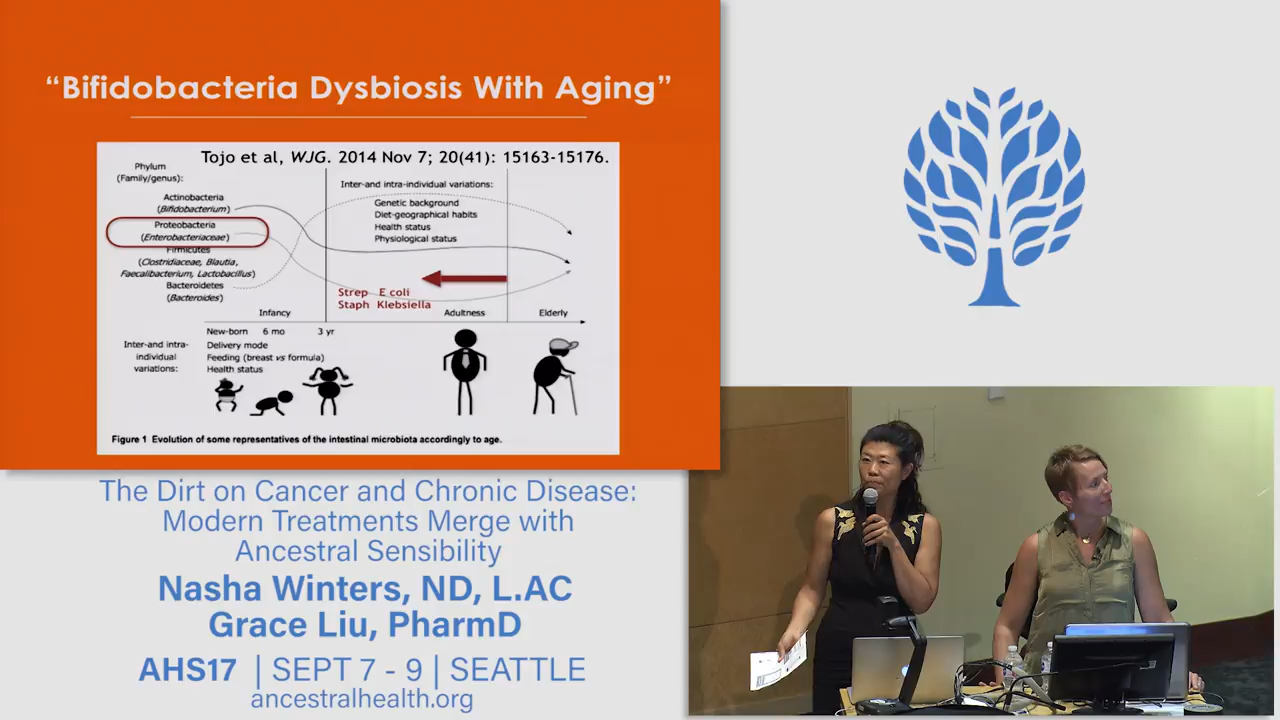 “Bifidobacteria Dysbiosis With Aging”
Tojo et al, WJG. 2014 Nov 7; 20(41): 15163-15176.
Phylum
(Family/genus):
Actinobacteria
(Bifidobacterium)
Proteobacteria
(Enterobacteriaceae)
Firmicutes
(Clostridiaceae, Blautia,
Faecalibacterium, Lactobacillus)
Bacteroidetes
(Bacteroides)
Inter-and intra-individual variations:
Genetic background
Diet-geographical habits
Health status
Physiological status
Strep E coli
Staph Klebsiella
Infancy
Adultness
Elderly
New-born 6 mo 3 yr
Inter-and intra-
individual
variations:
Delivery mode
Feeding (breast vs formula)
Health status
Figure 1 Evolution of some representatives of the intestinal microbiota accordingly to age.
The Dirt on Cancer and Chronic Disease:
Modern Treatments Merge with
Ancestral Sensibility
Nasha Winters, ND, L.AC
Grace Liu, PharmD
AHS17 | SEPT 7 - 9 | SEATTLE
ancestralhealth.org